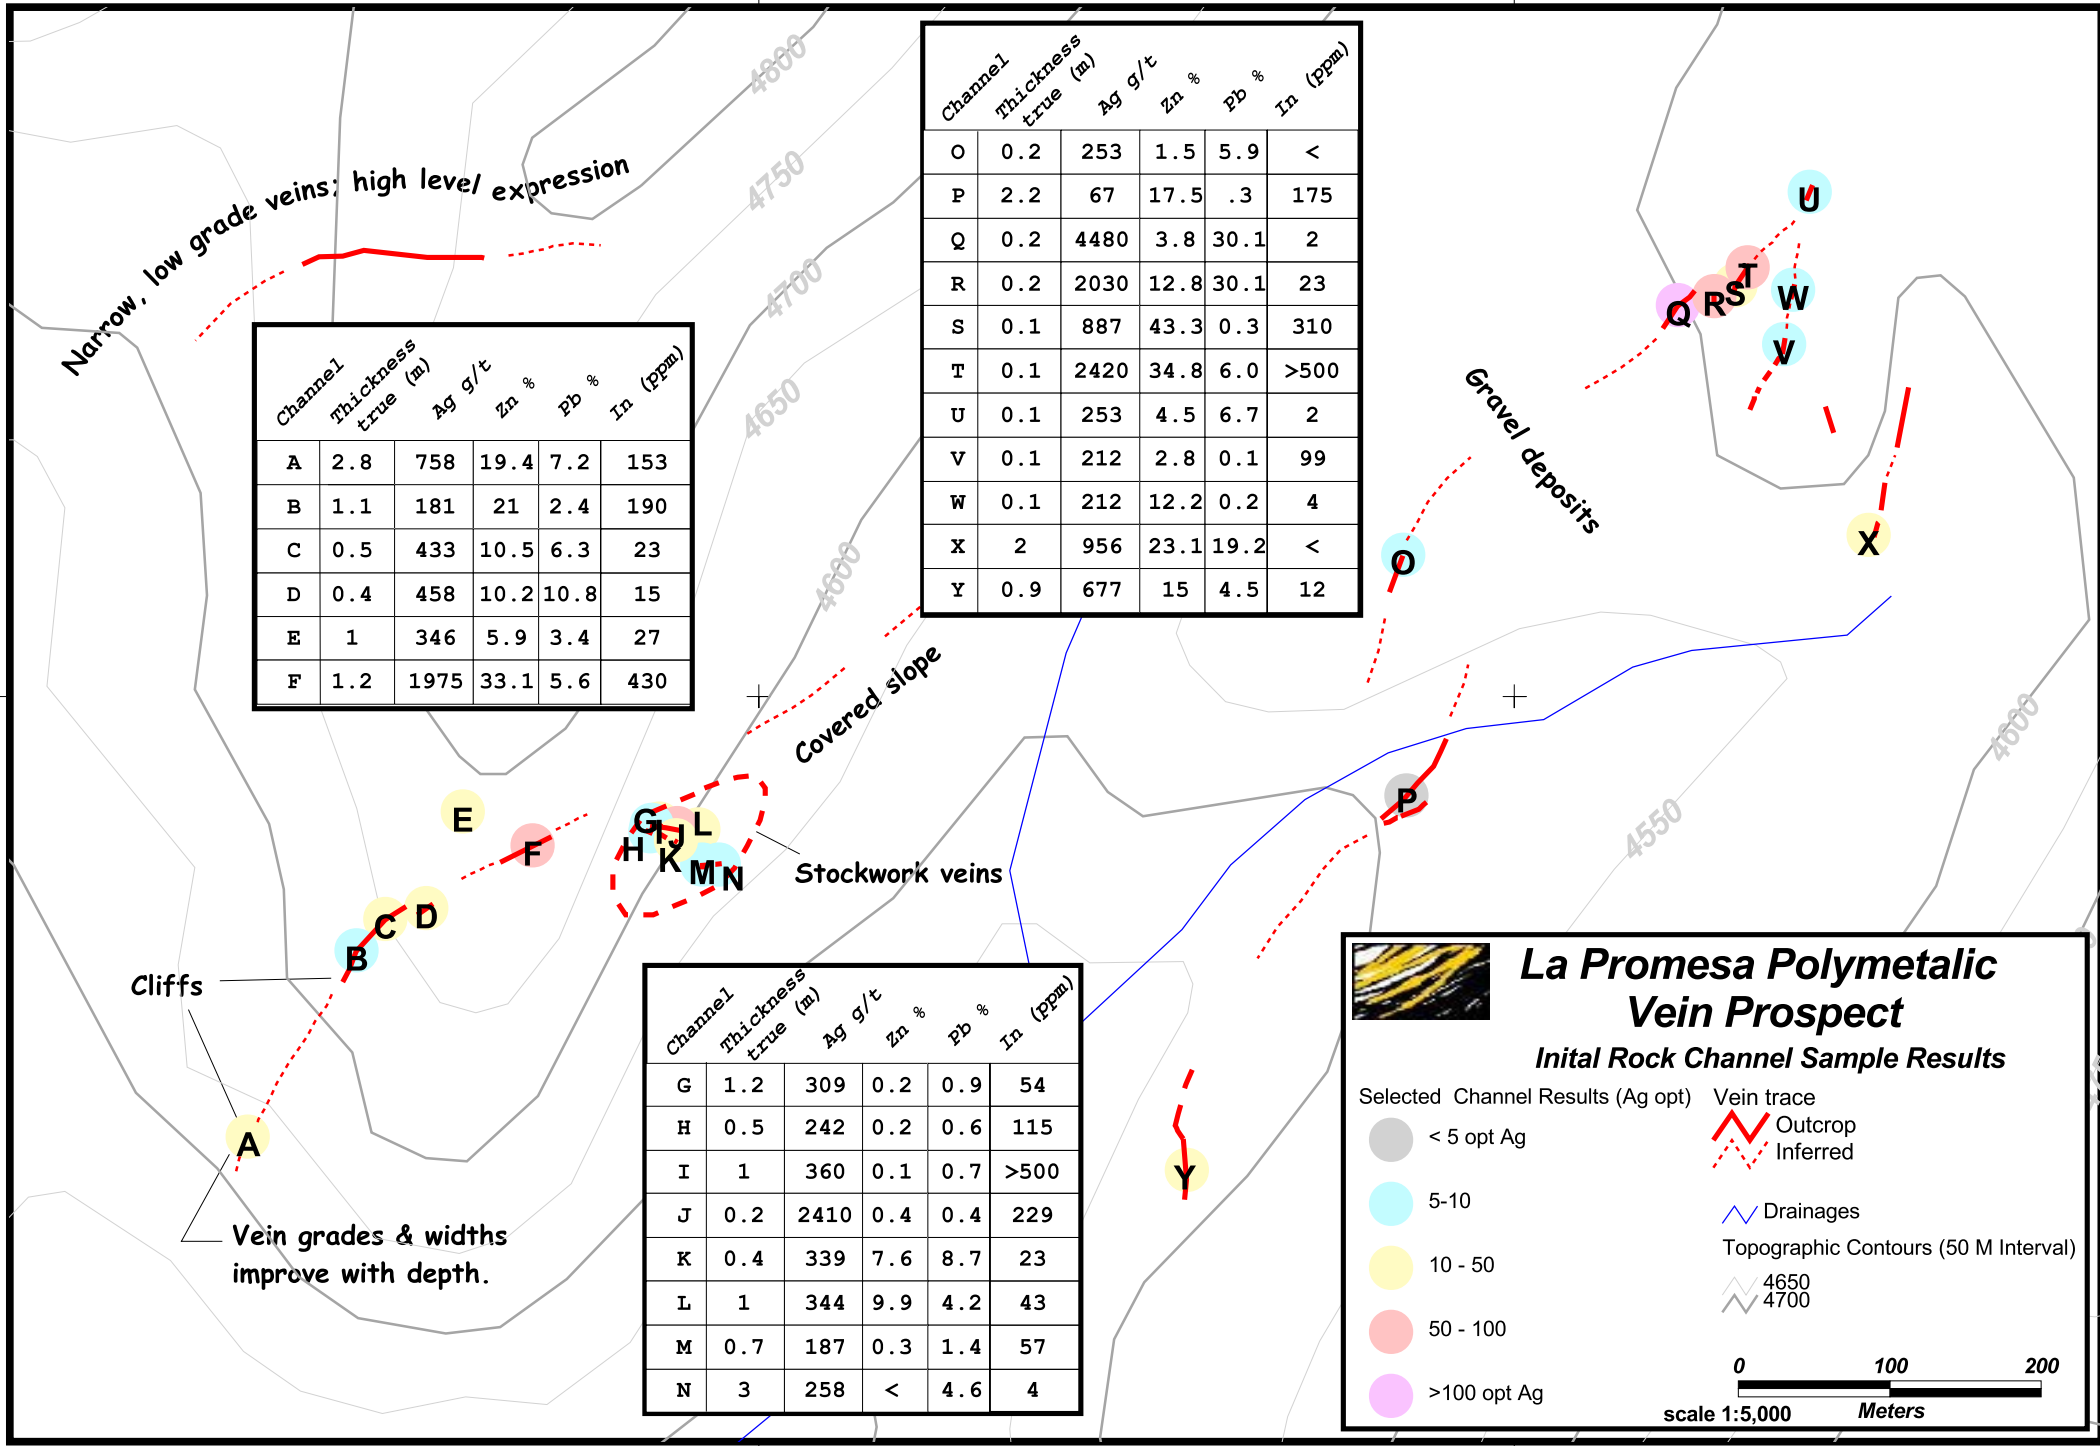 4800
4750
4700
4650
4600
Narrow, low grade veins; high level expression
Channel Thickness true (m) Ag g/t Zn % Pb % In (ppm)
A 2.8 758 19.4 7.2 153
B 1.1 181 21 2.4 190
C 0.5 433 10.5 6.3 23
D 0.4 458 10.2 10.8 15
E 1 346 5.9 3.4 27
F 1.2 1975 33.1 5.6 430
Channel Thickness true (m) Ag g/t Zn % Pb % In (ppm)
O 0.2 253 1.5 5.9 <
P 2.2 67 17.5 .3 175
Q 0.2 4480 3.8 30.1 2
R 0.2 2030 12.8 30.1 23
S 0.1 887 43.3 0.3 310
T 0.1 2420 34.8 6.0 >500
U 0.1 253 4.5 6.7 2
V 0.1 212 2.8 0.1 99
W 0.1 212 12.2 0.2 4
X 2 956 23.1 19.2 <
Y 0.9 677 15 4.5 12
U
T
Q R S W
V
Gravel deposits
O
X
Covered slope
4600
4550
P
E
F
G I J L
H K M N
Stockwork veins
C D
B
Cliffs
A
Vein grades & widths
improve with depth.
Channel Thickness true (m) Ag g/t Zn % Pb % In (ppm)
G 1.2 309 0.2 0.9 54
H 0.5 242 0.2 0.6 115
I 1 360 0.1 0.7 >500
J 0.2 2410 0.4 0.4 229
K 0.4 339 7.6 8.7 23
L 1 344 9.9 4.2 43
M 0.7 187 0.3 1.4 57
N 3 258 < 4.6 4
Y
La Promesa Polymetalic
Vein Prospect
Inital Rock Channel Sample Results
Selected Channel Results (Ag opt)
< 5 opt Ag
5-10
10 - 50
50 - 100
>100 opt Ag
Vein trace
Outcrop
Inferred
Drainages
Topographic Contours (50 M Interval)
4650
4700
0 100 200
Meters
scale 1:5,000